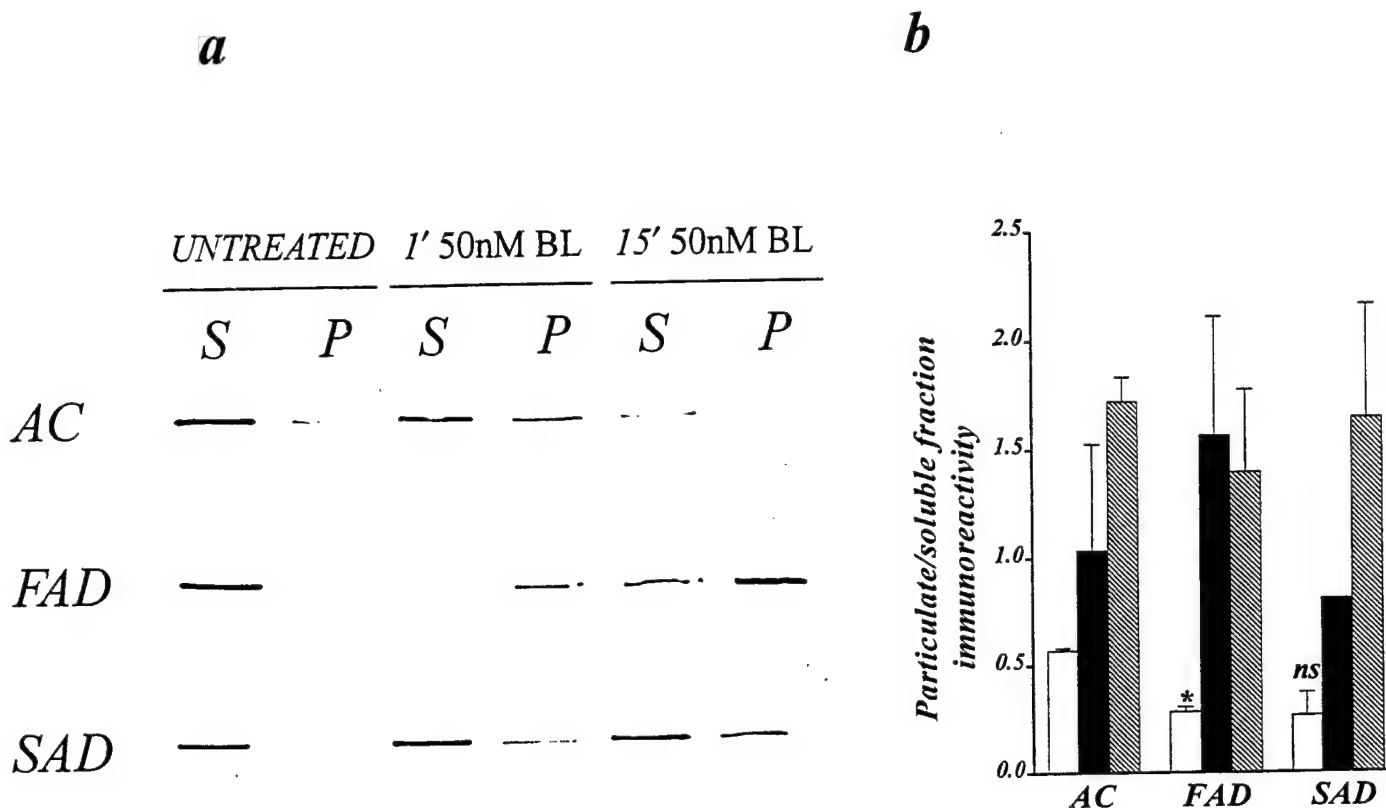 a
UNTREATED 1′ 50nM BL 15′ 50nM BL
S P S P S P
AC
FAD
SAD
b
Particulate/soluble fraction
immunoreactivity
2.5
2.0
1.5
1.0
0.5
0.0
*
ns
AC FAD SAD